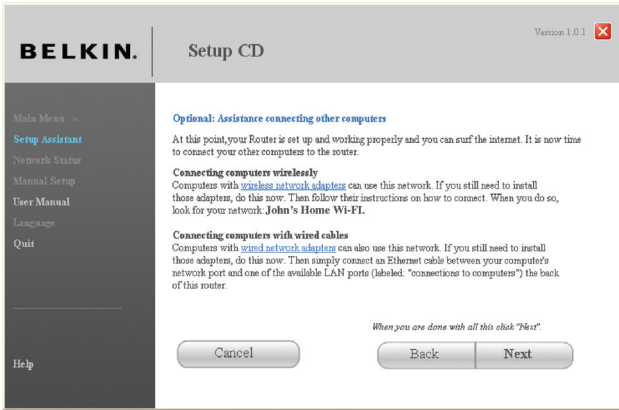 BELKIN.
Setup CD
Version 1.0.1
Main Menu >
Setup Assistant
Network Status
Manual Setup
User Manual
Language
Quit
Help
Optional: Assistance connecting other computers
At this point,your Router is set up and working properly and you can surf the internet. It is now time
to connect your other computers to the router.
Connecting computers wirelessly
Computers with wireless network adapters can use this network. If you still need to install
those adapters, do this now. Then follow their instructions on how to connect. When you do so,
look for your network: John's Home Wi-FI.
Connecting computers with wired cables
Computers with wired network adapters can also use this network. If you still need to install
those adapters, do this now. Then simply connect an Ethernet cable between your computer's
network port and one of the available LAN ports (labeled: "connections to computers") the back
of this router.
When you are done with all this click "Next".
Cancel
Back
Next